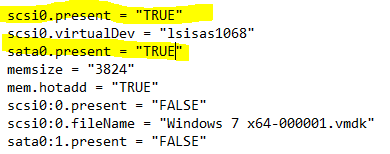 scsi0.present = "TRUE"
scsi0.virtualDev = "lsisas1068"
sata0.present = "TRUE"
memsize = "3824"
mem.hotadd = "TRUE"
scsi0:0.present = "FALSE"
scsi0:0.fileName = "Windows 7 x64-000001.vmdk"
sata0:1.present = "FALSE"